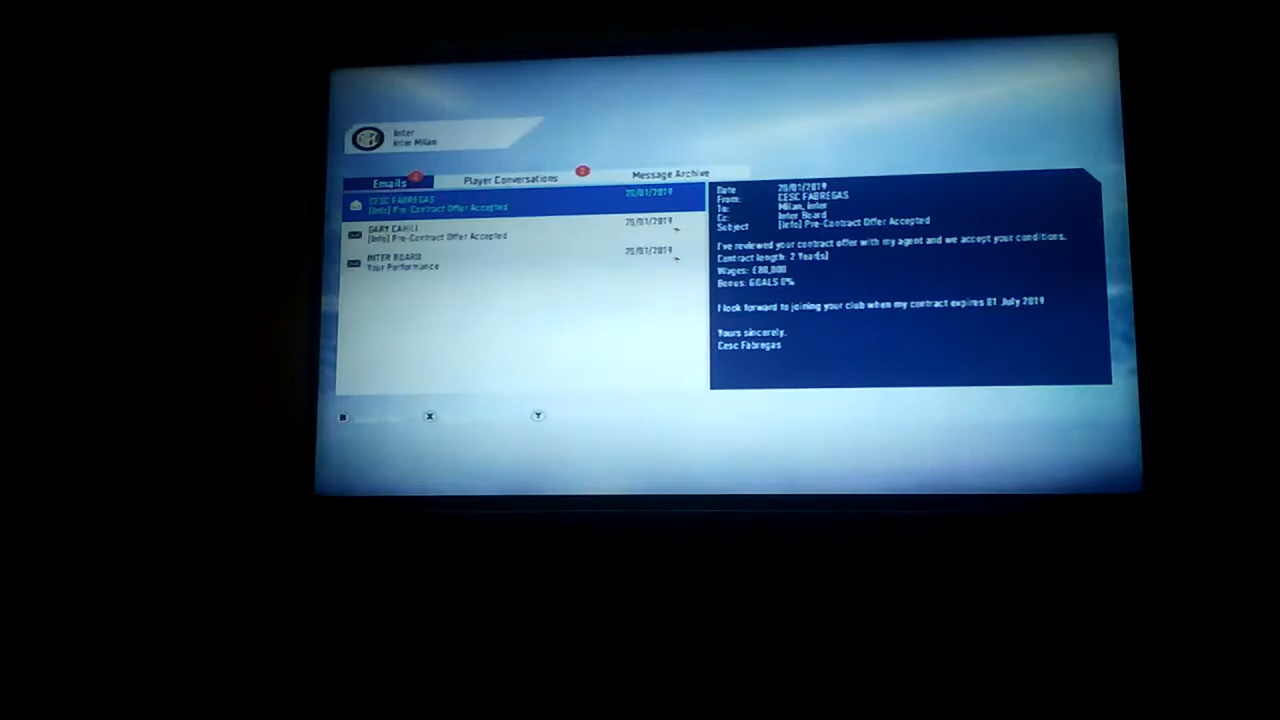 Inter
Inter Milan
Emails
Player Conversations
Message Archive
CESC FABREGAS
20/01/2019
[Info] Pre-Contract Offer Accepted
GARY CAHILL
20/01/2019
[Info] Pre-Contract Offer Accepted
INTER BOARD
20/01/2019
Your Performance
Date 20/01/2019
From: CESC FABREGAS
To: Milan, Inter
Cc: Inter Board
Subject [Info] Pre-Contract Offer Accepted
I've reviewed your contract offer with my agent and we accept your conditions.
Contract length: 2 Year(s)
Wages: £80,000
Bonus: GOALS 0%
I look forward to joining your club when my contract expires 01 July 2019
Yours sincerely,
Cesc Fabregas
X
Y